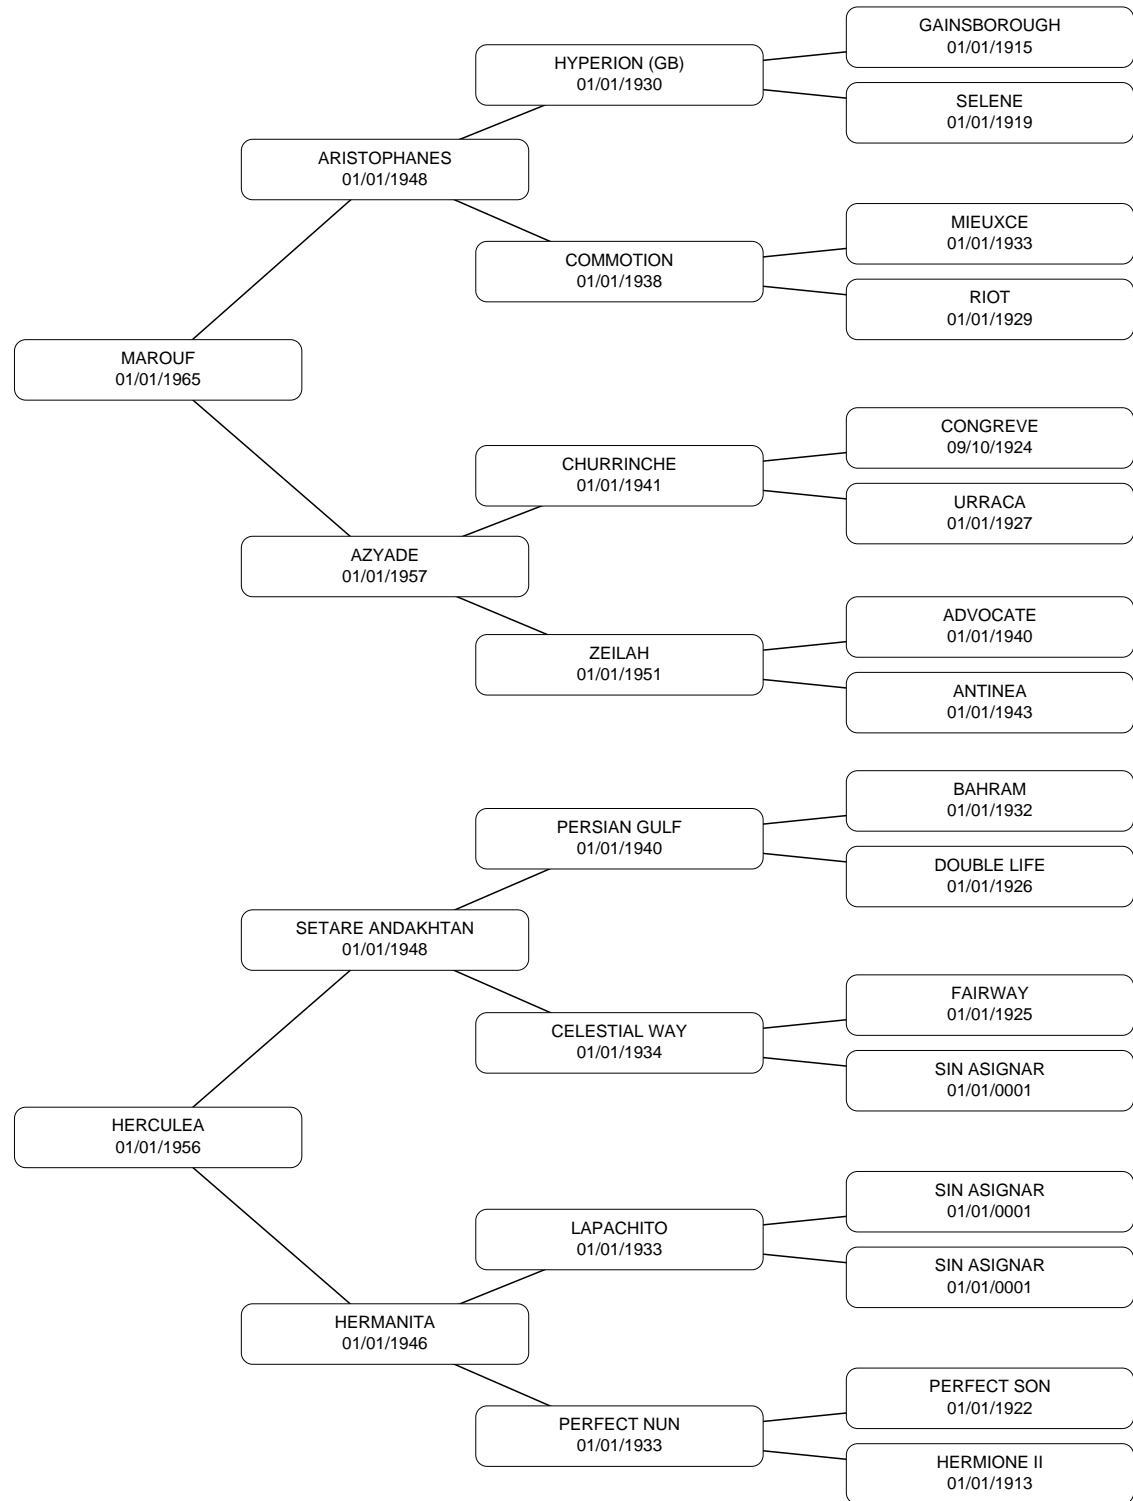 GAINSBOROUGH
01/01/1915
HYPERION (GB)
01/01/1930
SELENE
01/01/1919
ARISTOPHANES
01/01/1948
MIEUXCE
01/01/1933
COMMOTION
01/01/1938
RIOT
01/01/1929
MAROUF
01/01/1965
CONGREVE
09/10/1924
CHURRINCHE
01/01/1941
URRACA
01/01/1927
AZYADE
01/01/1957
ADVOCATE
01/01/1940
ZEILAH
01/01/1951
ANTINEA
01/01/1943
BAHRAM
01/01/1932
PERSIAN GULF
01/01/1940
DOUBLE LIFE
01/01/1926
SETARE ANDAKHTAN
01/01/1948
FAIRWAY
01/01/1925
CELESTIAL WAY
01/01/1934
SIN ASIGNAR
01/01/0001
HERCULEA
01/01/1956
SIN ASIGNAR
01/01/0001
LAPACHITO
01/01/1933
SIN ASIGNAR
01/01/0001
HERMANITA
01/01/1946
PERFECT SON
01/01/1922
PERFECT NUN
01/01/1933
HERMIONE II
01/01/1913